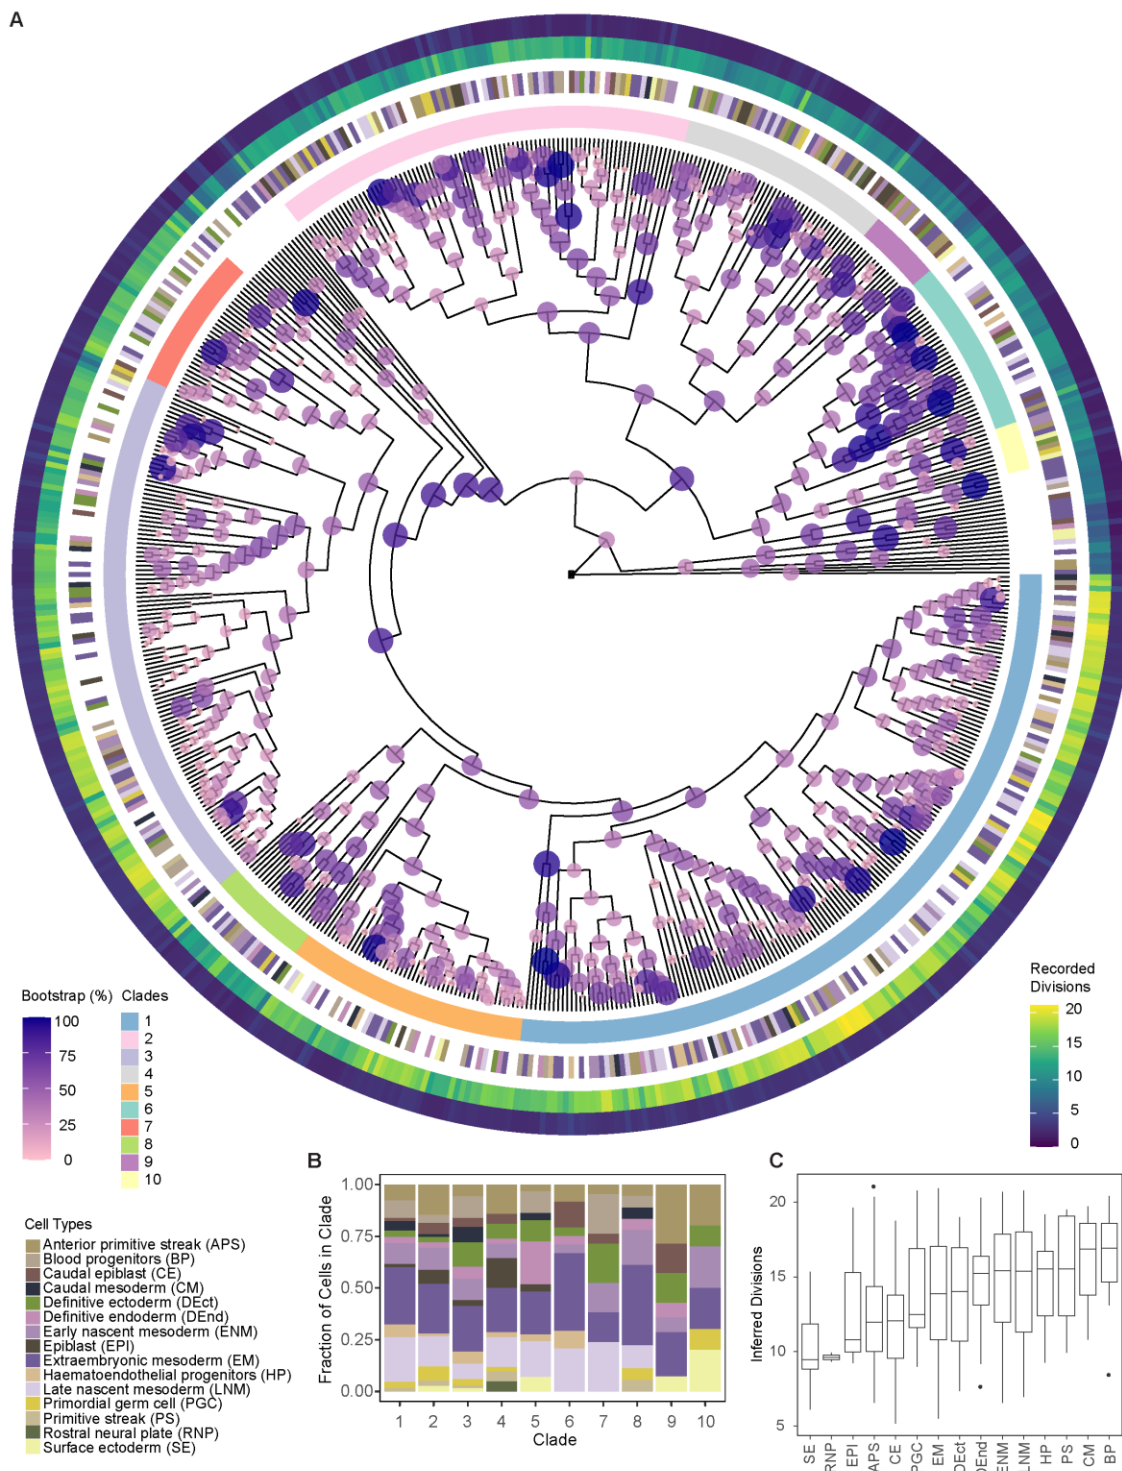 A
Bootstrap (%)
100
75
50
25
0
Clades
1
2
3
4
5
6
7
8
9
10
Recorded
Divisions
20
15
10
5
0
Cell Types
Anterior primitive streak (APS)
Blood progenitors (BP)
Caudal epiblast (CE)
Caudal mesoderm (CM)
Definitive ectoderm (DEct)
Definitive endoderm (DEnd)
Early nascent mesoderm (ENM)
Epiblast (EPI)
Extraembryonic mesoderm (EM)
Haematoendothelial progenitors (HP)
Late nascent mesoderm (LNM)
Primordial germ cell (PGC)
Primitive streak (PS)
Rostral neural plate (RNP)
Surface ectoderm (SE)
B
Fraction of Cells in Clade
1.00
0.75
0.50
0.25
0.00
1 2 3 4 5 6 7 8 9 10
Clade
C
Inferred Divisions
20
15
10
5
SE RNP EPI APS CE PGC EM DEct DEnd ENM LNM HP PS CM BP